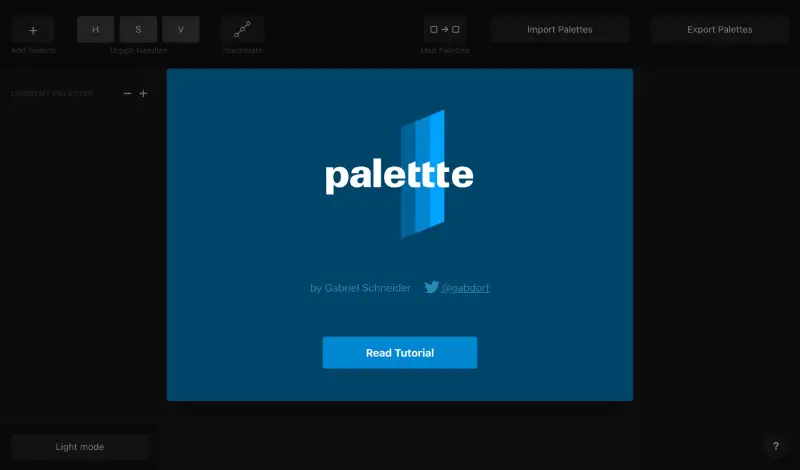 + H S V
Import Palettes
Export Palettes
Add Swatch
Toggle Handles
Interpolate
Map Palettes
CURRENT PALETTES − +
palettte
by Gabriel Schneider @gabdorf
Read Tutorial
Light mode
?